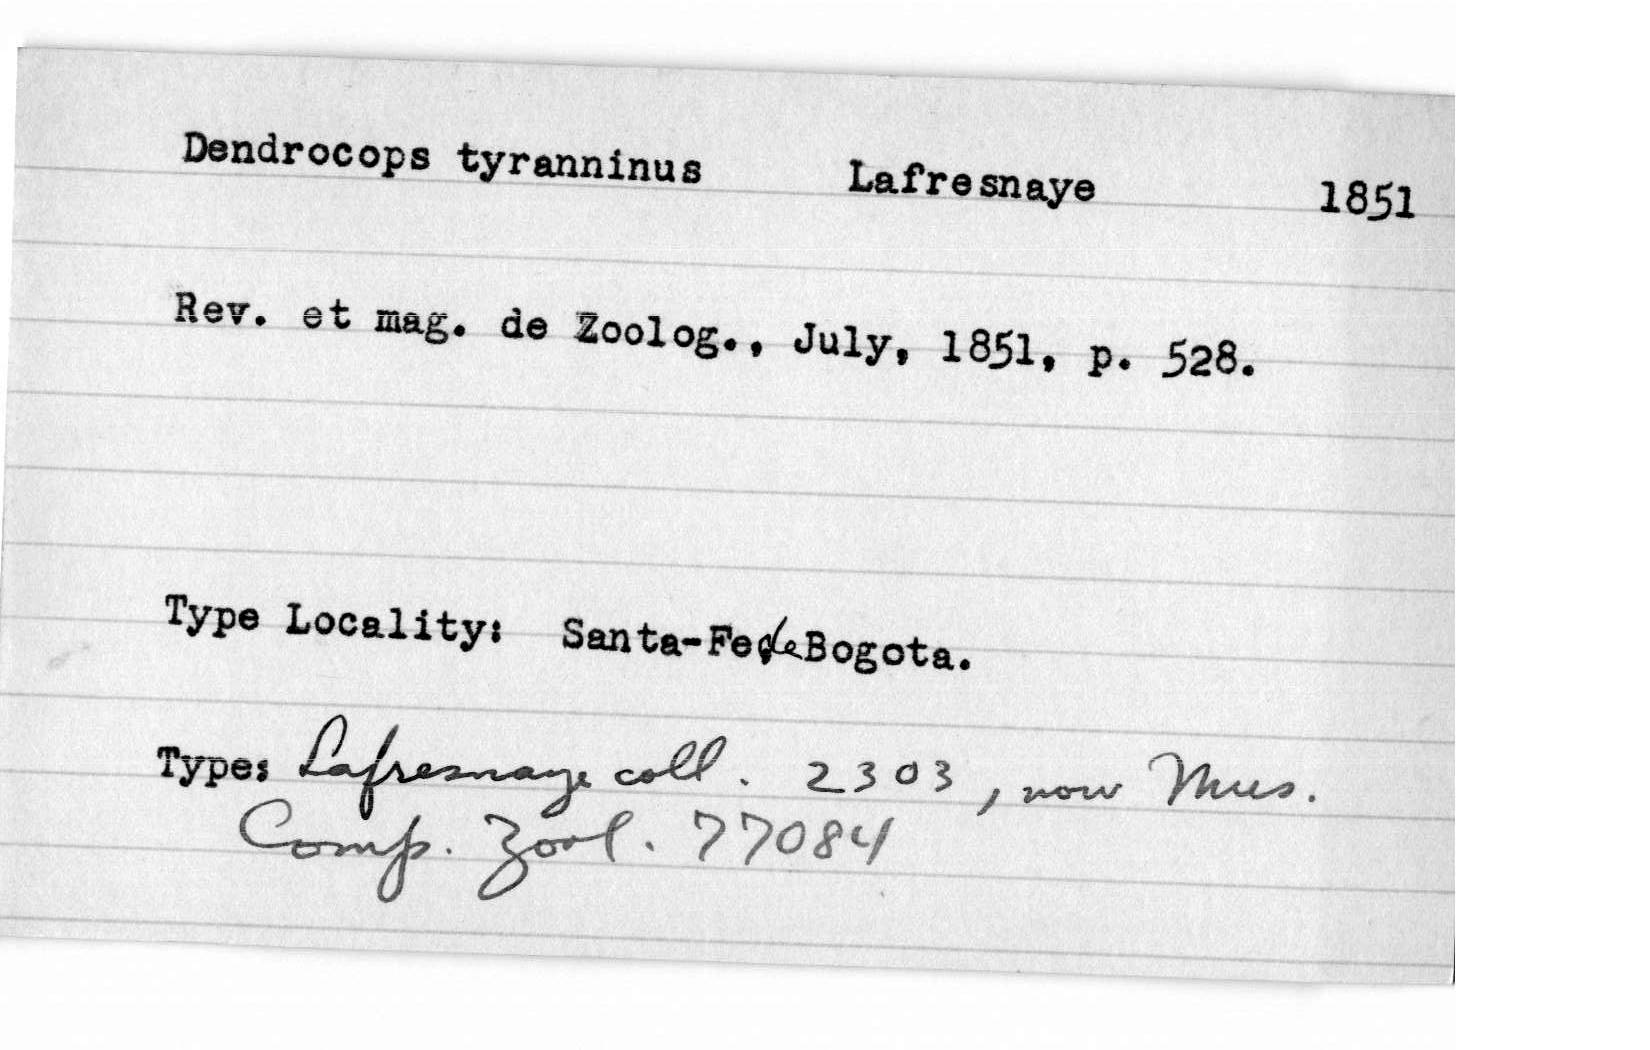 Dendrocops tyranninus Lafresnaye 1851
Rev. et mag. de Zoolog., July, 1851, p. 528.
Type Locality: Santa-Fe de Bogota.
Type: Lafresnaye coll. 2303, now Mus.
Comp. Zool. 77084